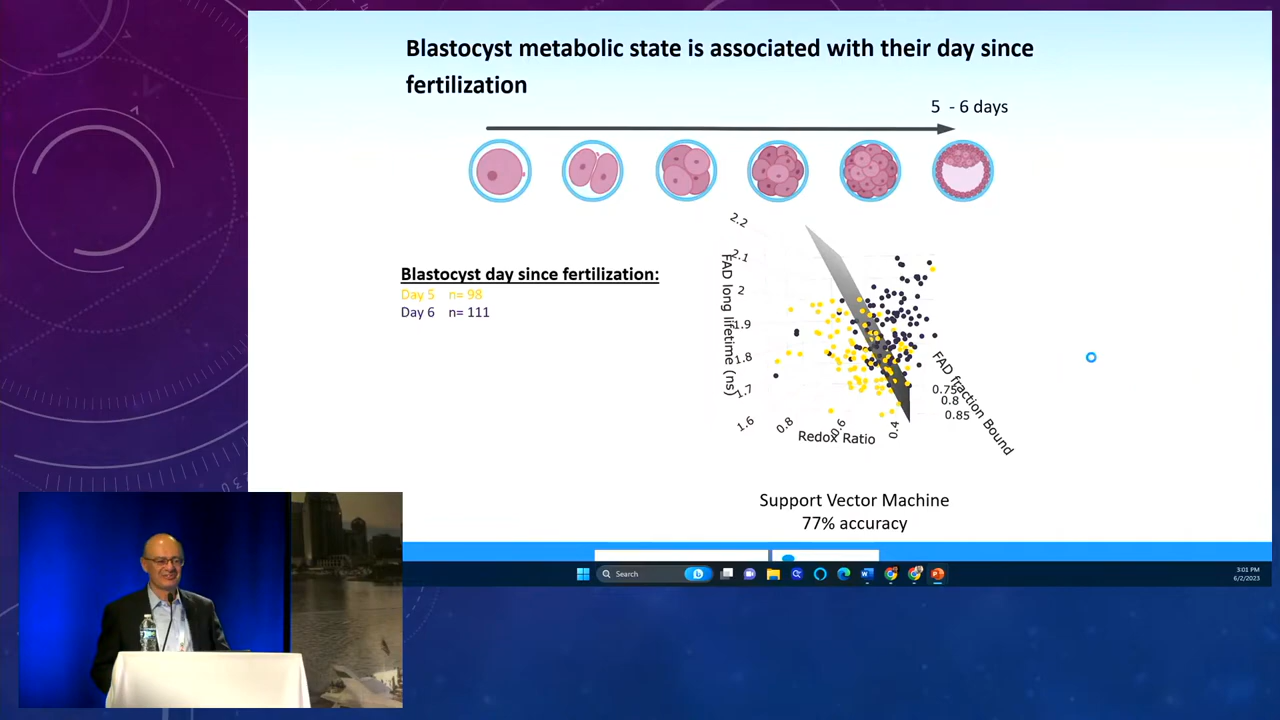 Blastocyst metabolic state is associated with their day since
fertilization
5 - 6 days
Blastocyst day since fertilization:
Day 5 n= 98
Day 6 n= 111
2.2
2.1
2
1.9
1.8
1.7
1.6
FAD long lifetime (ns)
0.8
0.6
0.4
Redox Ratio
0.75
0.8
0.85
FAD fraction Bound
Support Vector Machine
77% accuracy
Search
3:01 PM
6/2/2023